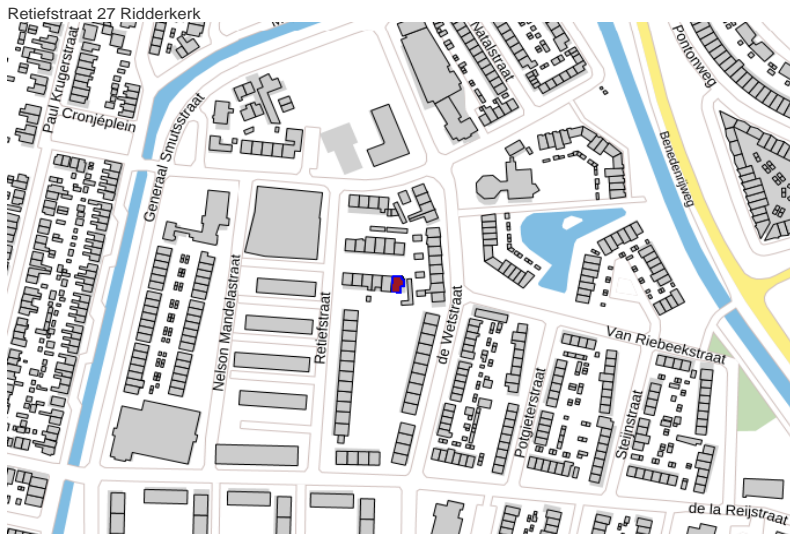 Retiefstraat 27 Ridderkerk
Paul Krugerstraat
Cronjéplein
Generaal Smutsstraat
Natalstraat
Pontonweg
Benedenrijweg
Nelson Mandelastraat
Retiefstraat
de Wetstraat
Van Riebeekstraat
Potgieterstraat
Steijnstraat
de la Reijstraat